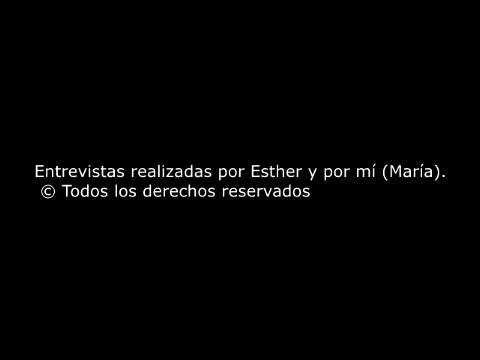 Entrevistas realizadas por Esther y por mí (María).
© Todos los derechos reservados